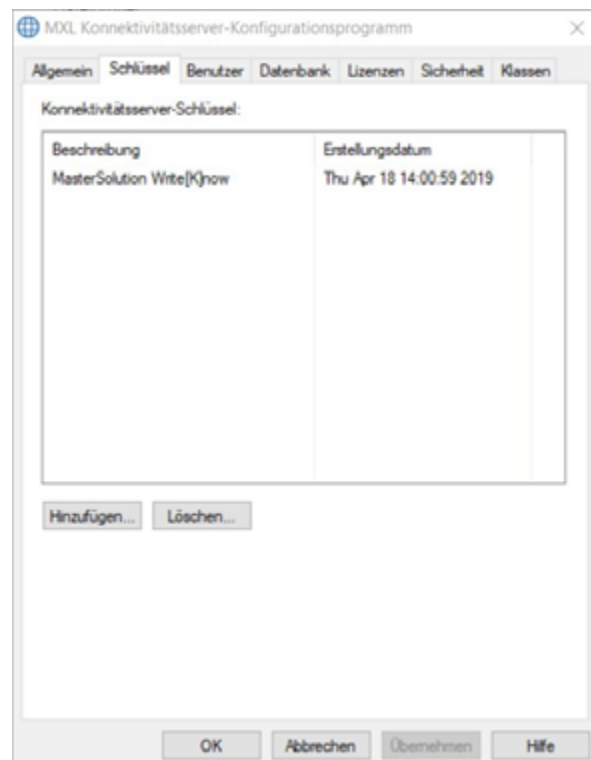 MXL Konnektivitätsserver-Konfigurationsprogramm
Allgemein Schlüssel Benutzer Datenbank Lizenzen Sicherheit Klassen
Konnektivitätsserver-Schlüssel:
Beschreibung Erstellungsdatum
MasterSolution Write[K]now Thu Apr 18 14:00:59 2019
Hinzufügen... Löschen...
OK Abbrechen Übernehmen Hilfe